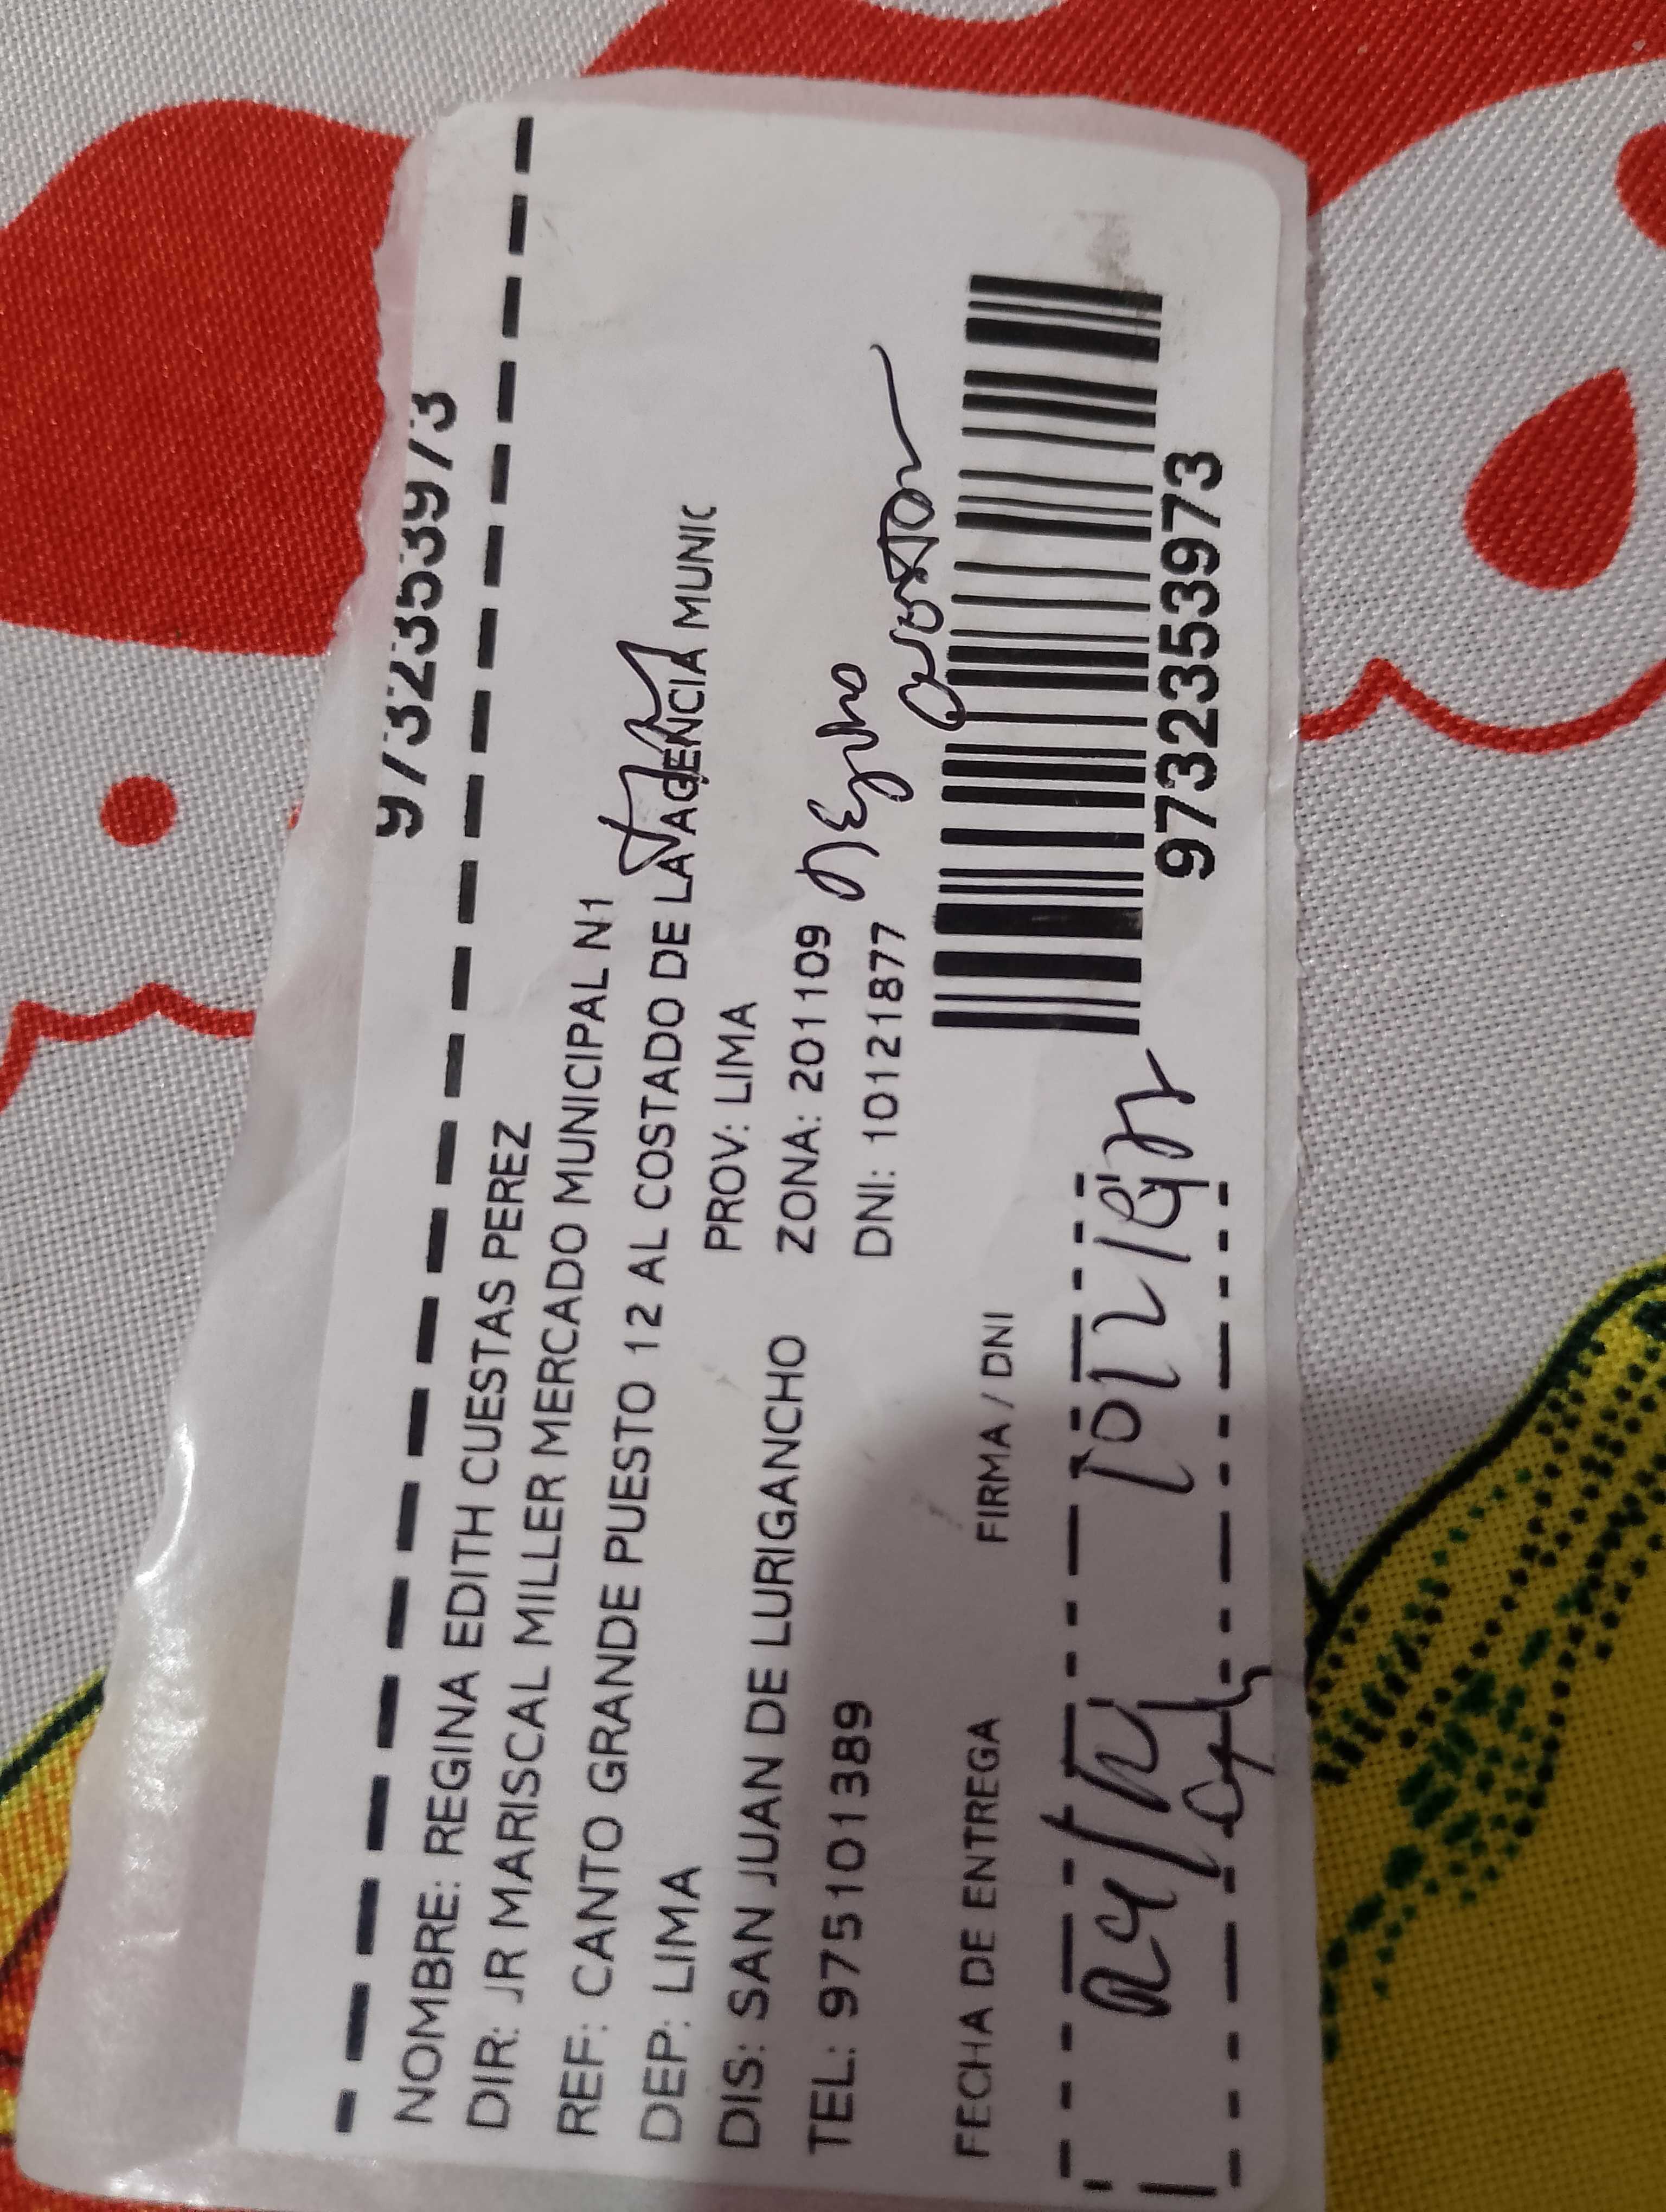 9732353973
NOMBRE: REGINA EDITH CUESTAS PEREZ
DIR: JR MARISCAL MILLER MERCADO MUNICIPAL N1
REF: CANTO GRANDE PUESTO 12 AL COSTADO DE LA AGENCIA MUNIC
DEP: LIMA PROV: LIMA
DIS: SAN JUAN DE LURIGANCHO ZONA: 201109
TEL: 975101389 DNI: 10121877
FECHA DE ENTREGA FIRMA / DNI
9732353973